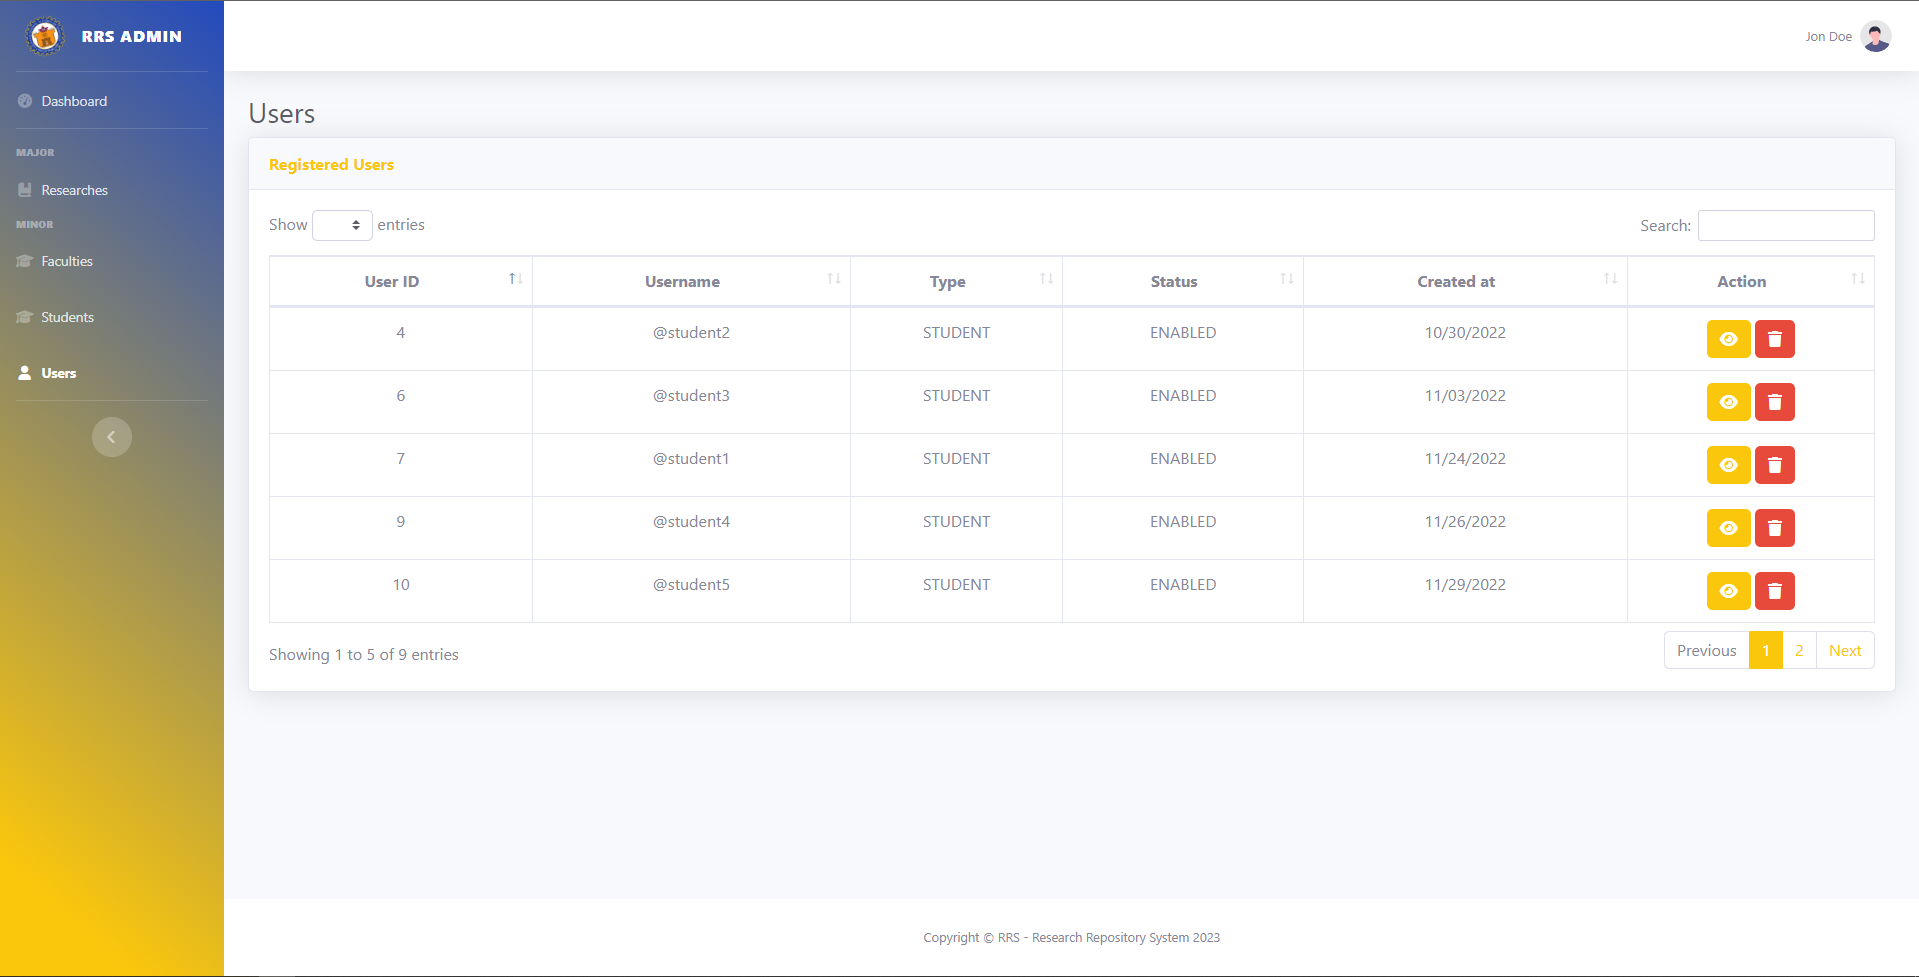 RRS ADMIN
Jon Doe
Dashboard
MAJOR
Researches
MINOR
Faculties
Students
Users
Users
Registered Users
Show entries
Search:
User ID Username Type Status Created at Action
4 @student2 STUDENT ENABLED 10/30/2022
6 @student3 STUDENT ENABLED 11/03/2022
7 @student1 STUDENT ENABLED 11/24/2022
9 @student4 STUDENT ENABLED 11/26/2022
10 @student5 STUDENT ENABLED 11/29/2022
Showing 1 to 5 of 9 entries
Previous 1 2 Next
Copyright © RRS - Research Repository System 2023